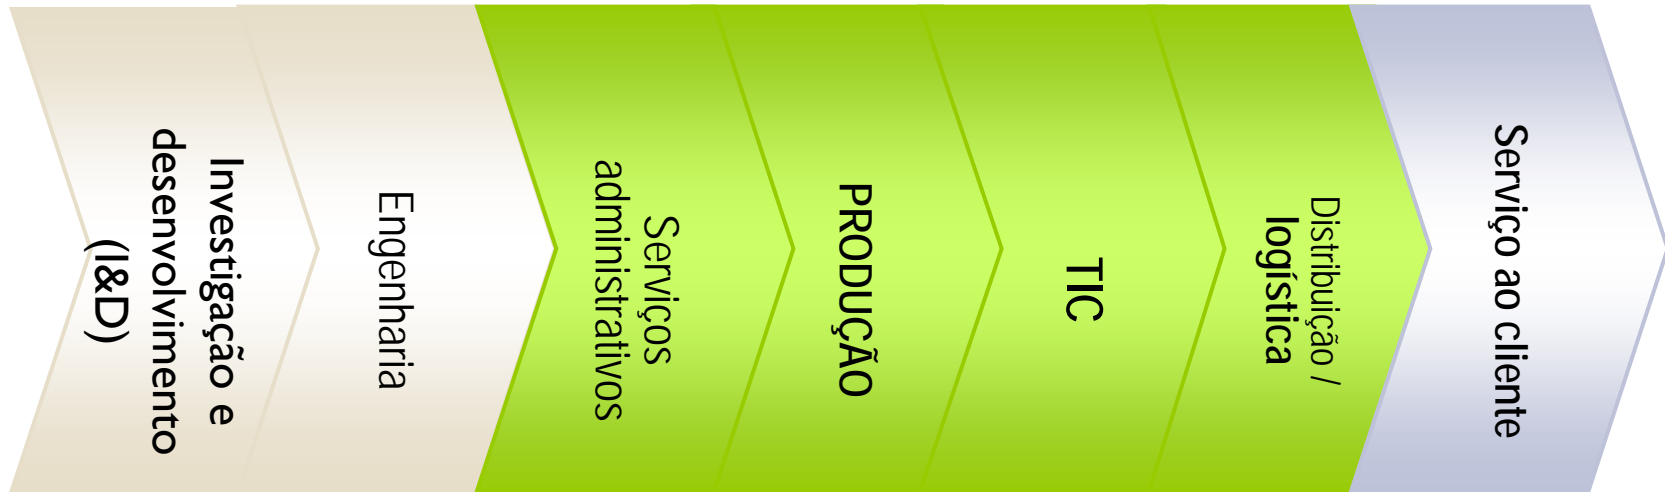 Investigação e
desenvolvimento
(I&D)
Engenharia
Serviços
administrativos
PRODUÇÃO
TIC
Distribuição /
logística
Serviço ao cliente